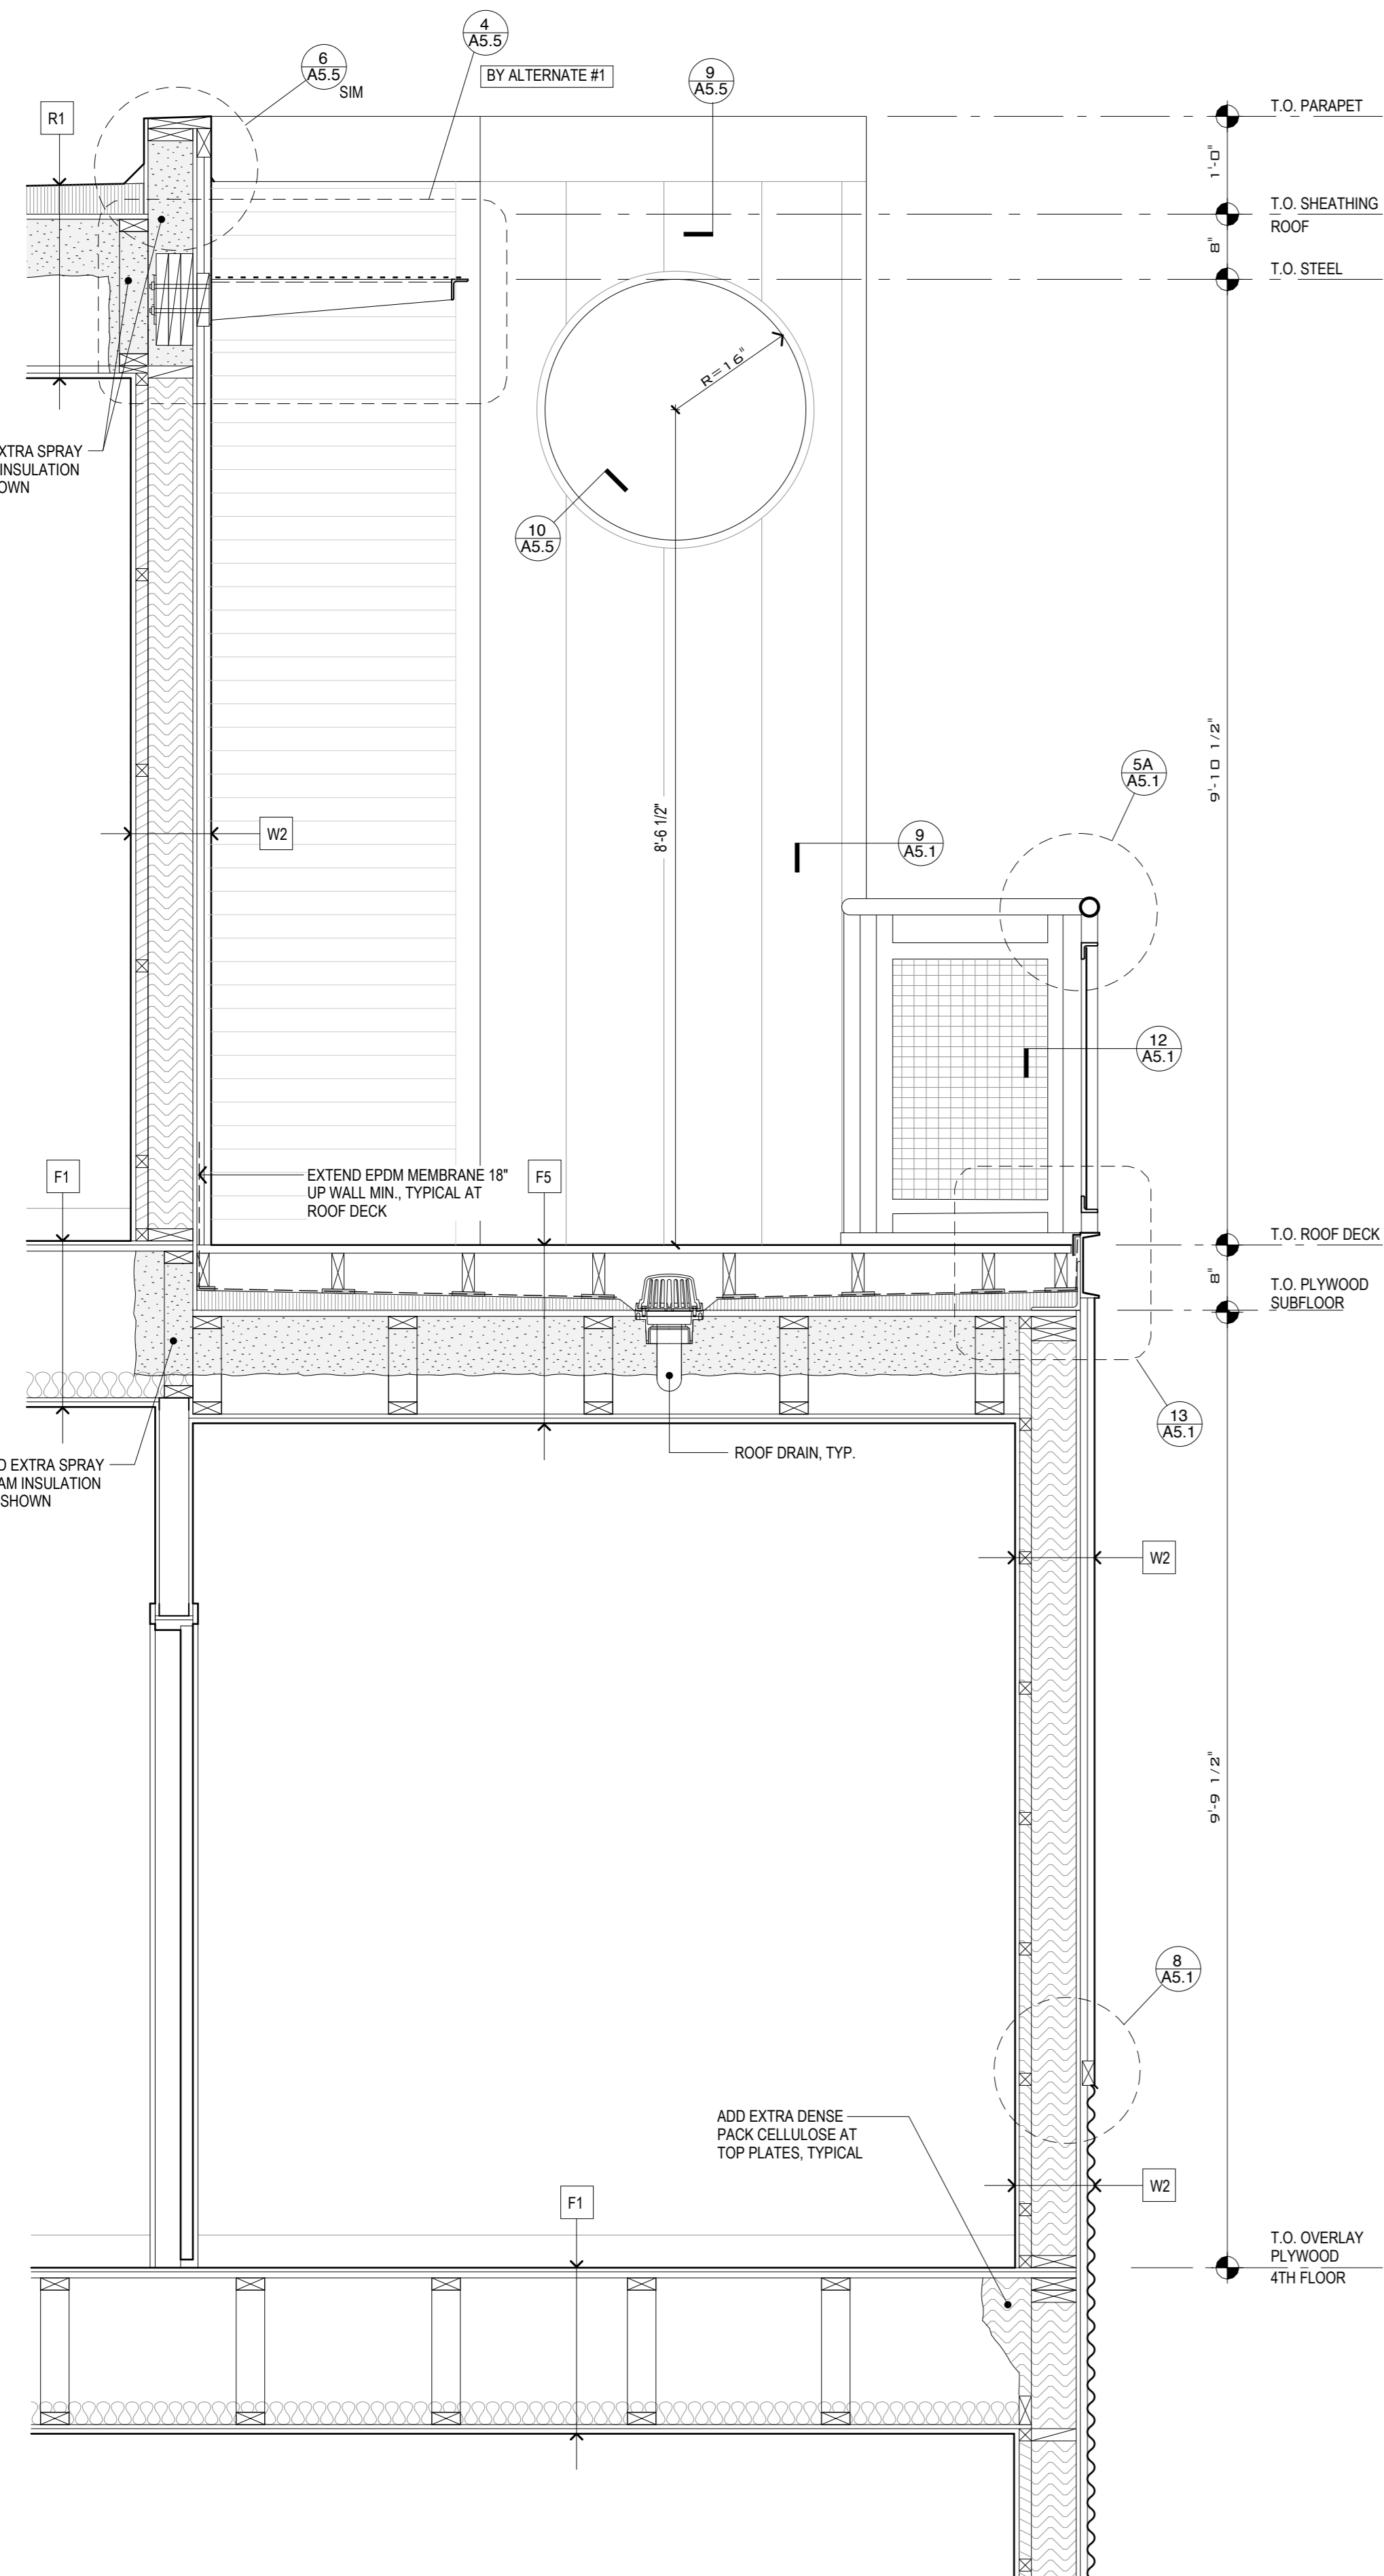 4
A5.5
6
A5.5
SIM
BY ALTERNATE #1
9
A5.5
R1
T.O. PARAPET
1'-0"
T.O. SHEATHING
ROOF
8"
T.O. STEEL
R=16"
XTRA SPRAY
INSULATION
OWN
10
A5.5
9'-10 1/2"
5A
A5.1
W2
8'-6 1/2"
9
A5.1
12
A5.1
F1
EXTEND EPDM MEMBRANE 18"
UP WALL MIN., TYPICAL AT
ROOF DECK
F5
T.O. ROOF DECK
8"
T.O. PLYWOOD
SUBFLOOR
13
A5.1
ROOF DRAIN, TYP.
D EXTRA SPRAY
AM INSULATION
SHOWN
W2
9'-9 1/2"
8
A5.1
ADD EXTRA DENSE
PACK CELLULOSE AT
TOP PLATES, TYPICAL
W2
F1
T.O. OVERLAY
PLYWOOD
4TH FLOOR